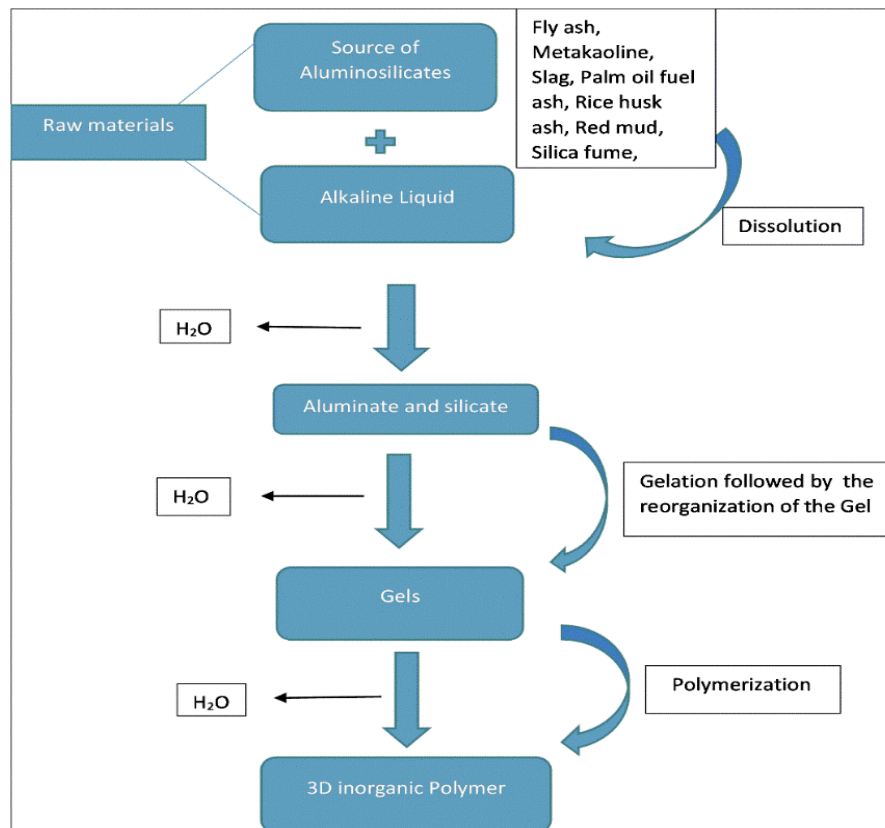 Source of
Aluminosilicates
Fly ash,
Metakaoline,
Slag, Palm oil fuel
ash, Rice husk
ash, Red mud,
Silica fume,
Raw materials
Alkaline Liquid
Dissolution
H₂O
Aluminate and silicate
H₂O
Gelation followed by  the
reorganization of the Gel
Gels
H₂O
Polymerization
3D inorganic Polymer